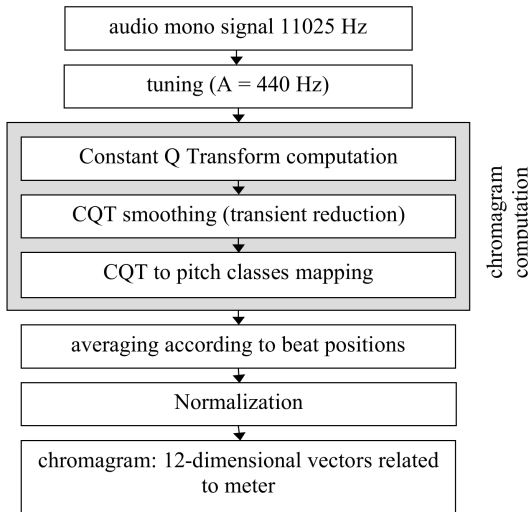 audio mono signal 11025 Hz
tuning (A = 440 Hz)
Constant Q Transform computation
CQT smoothing (transient reduction)
CQT to pitch classes mapping
chromagram
computation
averaging according to beat positions
Normalization
chromagram: 12-dimensional vectors related
to meter